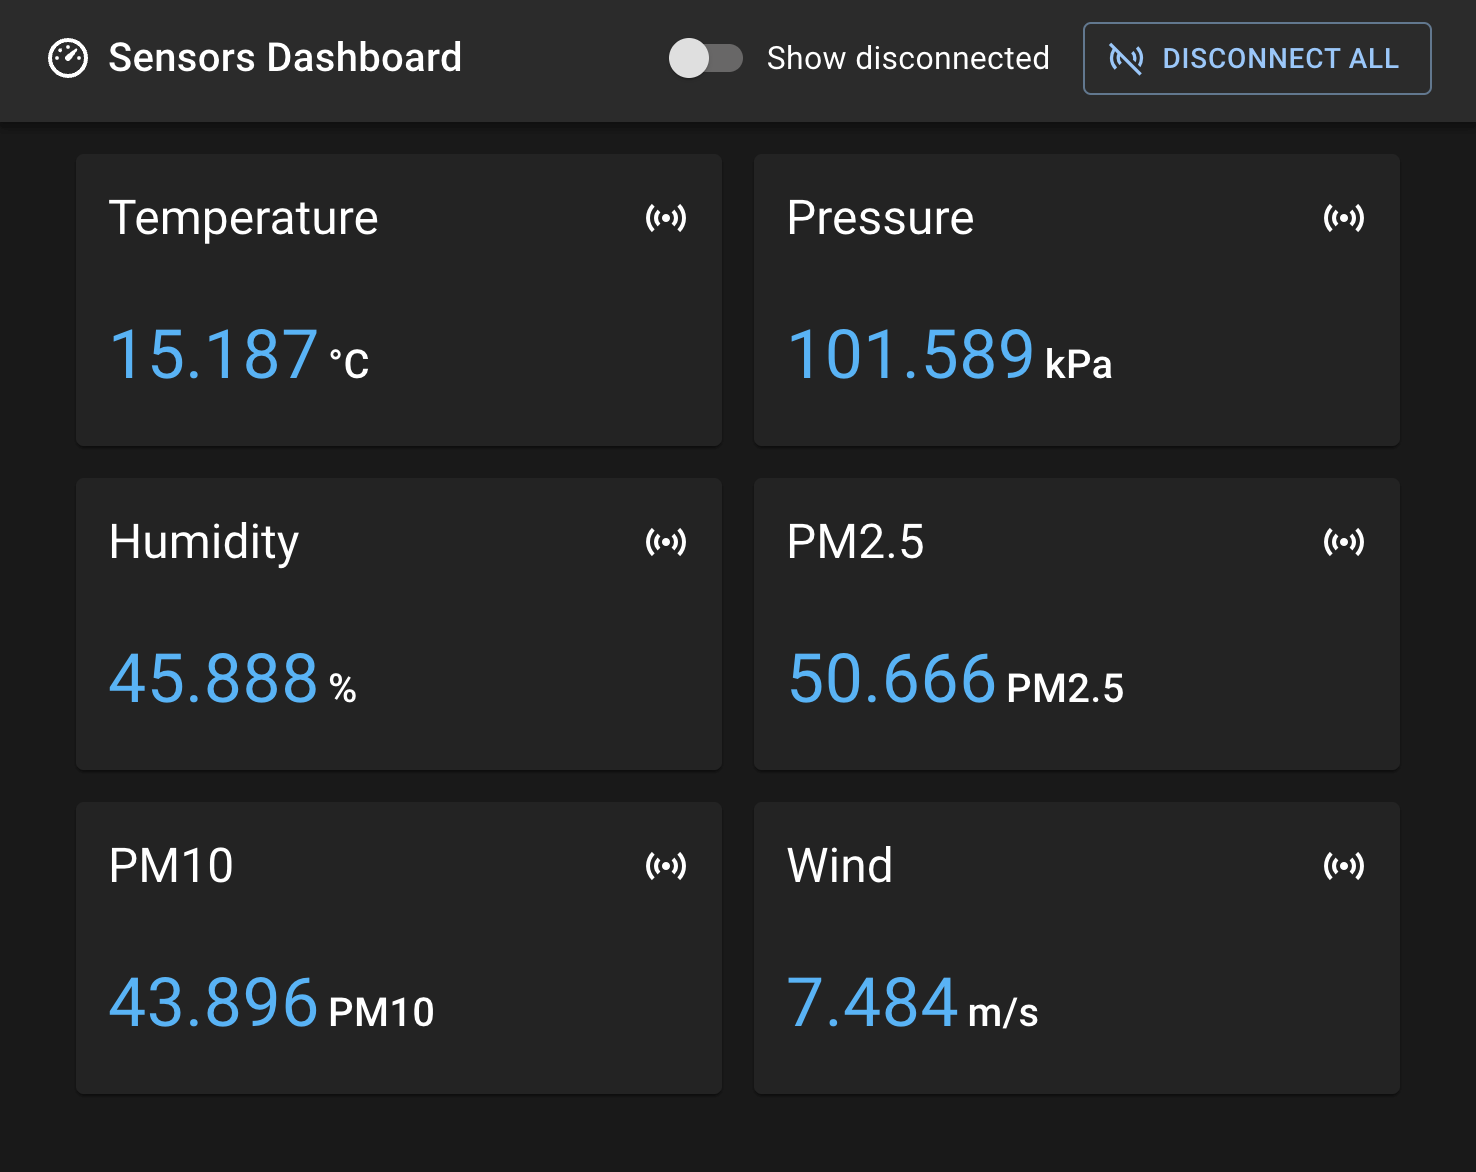 Sensors Dashboard
Show disconnected
DISCONNECT ALL
Temperature
15.187 °C
Pressure
101.589 kPa
Humidity
45.888 %
PM2.5
50.666 PM2.5
PM10
43.896 PM10
Wind
7.484 m/s